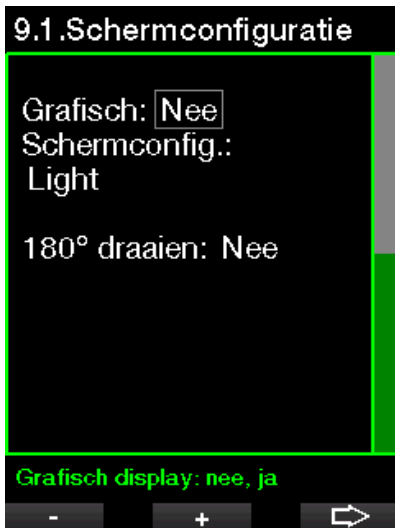 9.1.Schermconfiguratie
Grafisch: Nee
Schermconfig.:
Light
180° draaien: Nee
Grafisch display: nee, ja
- +